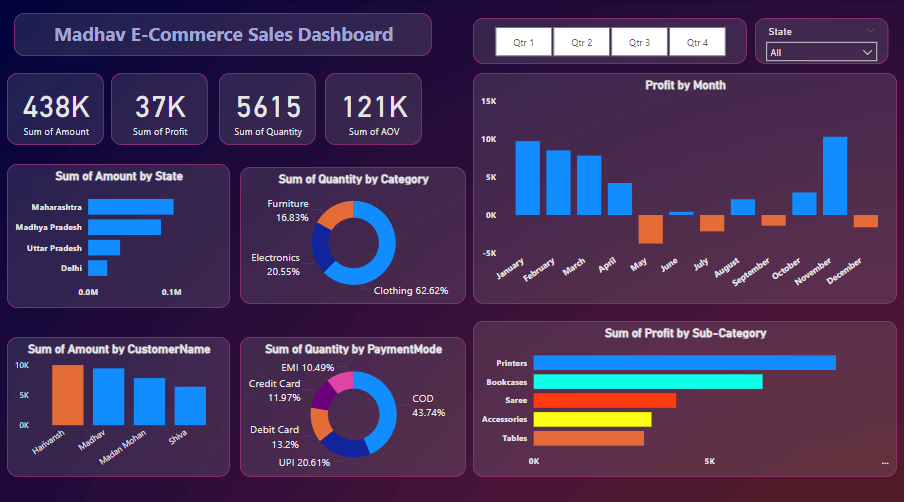 Madhav E-Commerce Sales Dashboard
Qtr 1
Qtr 2
Qtr 3
Qtr 4
State
All
438K
Sum of Amount
37K
Sum of Profit
5615
Sum of Quantity
121K
Sum of AOV
Sum of Amount by State
Maharashtra
Madhya Pradesh
Uttar Pradesh
Delhi
0.0M 0.1M
Sum of Quantity by Category
Furniture
16.83%
Electronics
20.55%
Clothing 62.62%
Profit by Month
15K
10K
5K
0K
-5K
January
February
March
April
May
June
July
August
September
October
November
December
Sum of Amount by CustomerName
10K
5K
0K
Harivansh
Madhav
Madan Mohan
Shiva
Sum of Quantity by PaymentMode
EMI 10.49%
Credit Card
11.97%
Debit Card
13.2%
UPI 20.61%
COD
43.74%
Sum of Profit by Sub-Category
Printers
Bookcases
Saree
Accessories
Tables
0K 5K ...